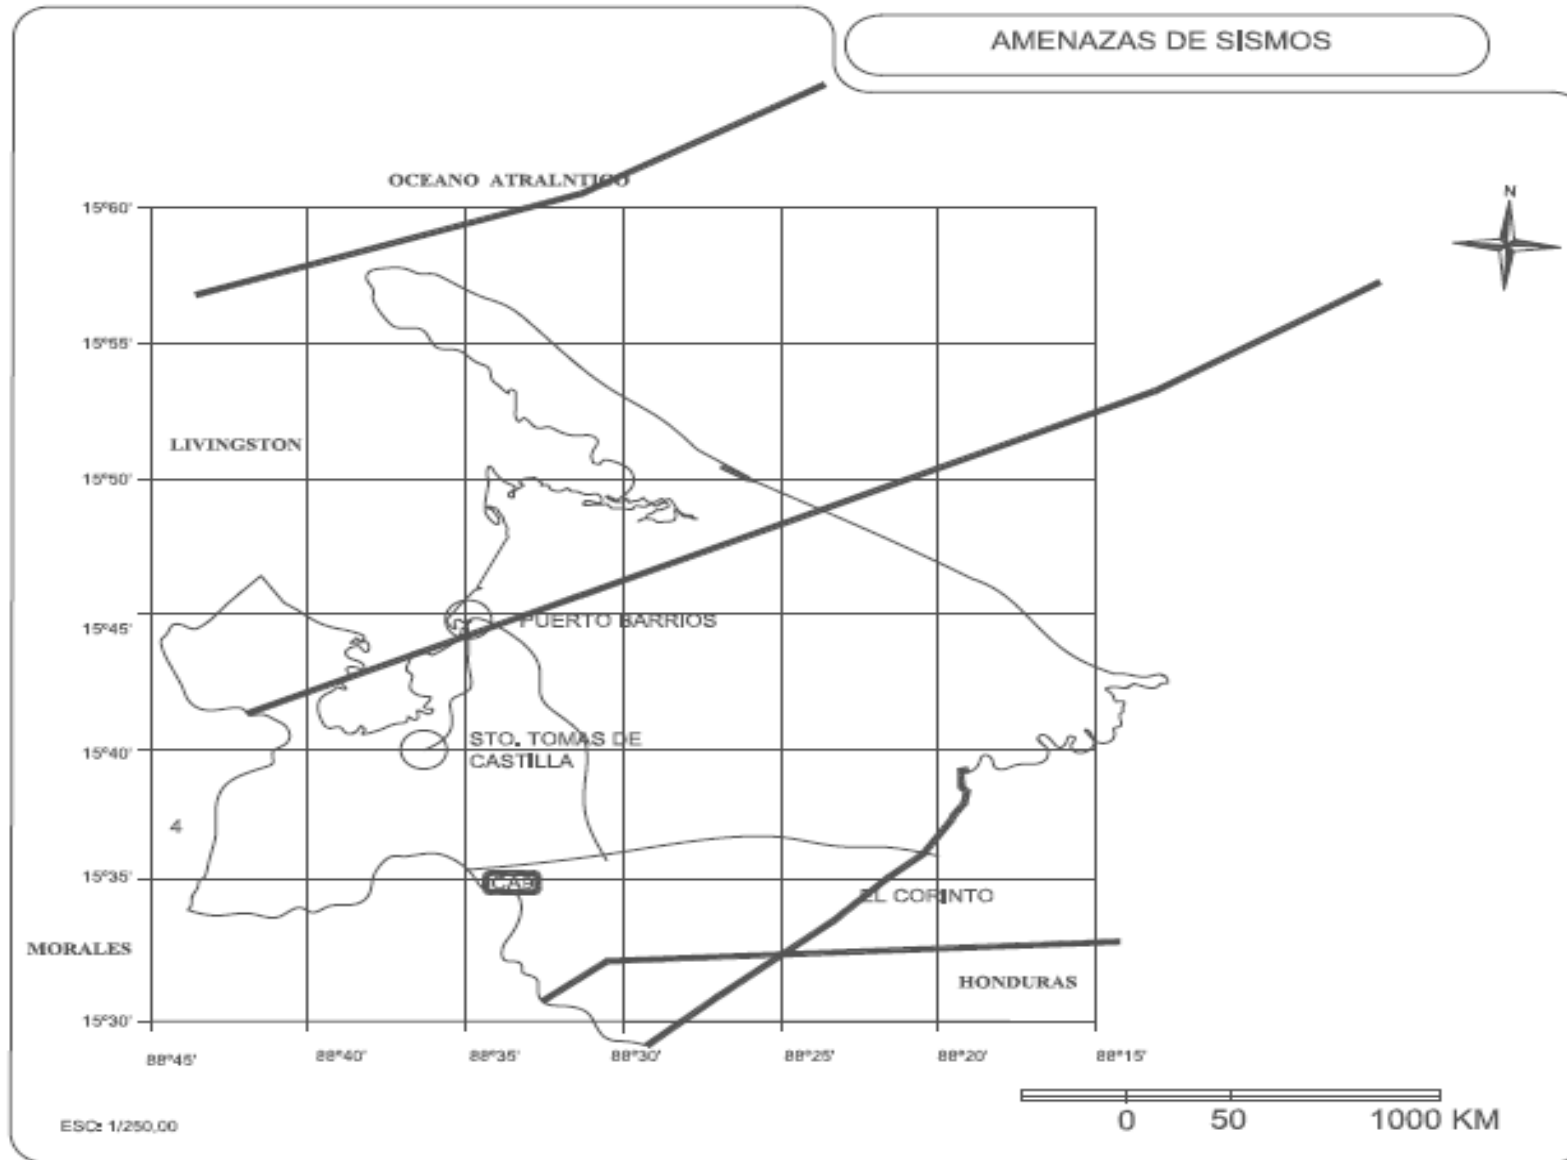 AMENAZAS DE SISMOS
OCEANO ATRALNTICO
N
15º60'
15º55'
LIVINGSTON
15º50'
15º45'
PUERTO BARRIOS
STO. TOMAS DE
CASTILLA
15º40'
4
15º35'
CA9
EL CORINTO
MORALES
HONDURAS
15º30'
88º45'
88º40'
88º35'
88º30'
88º25'
88º20'
88º15'
0 50 1000 KM
ESC: 1/250,00